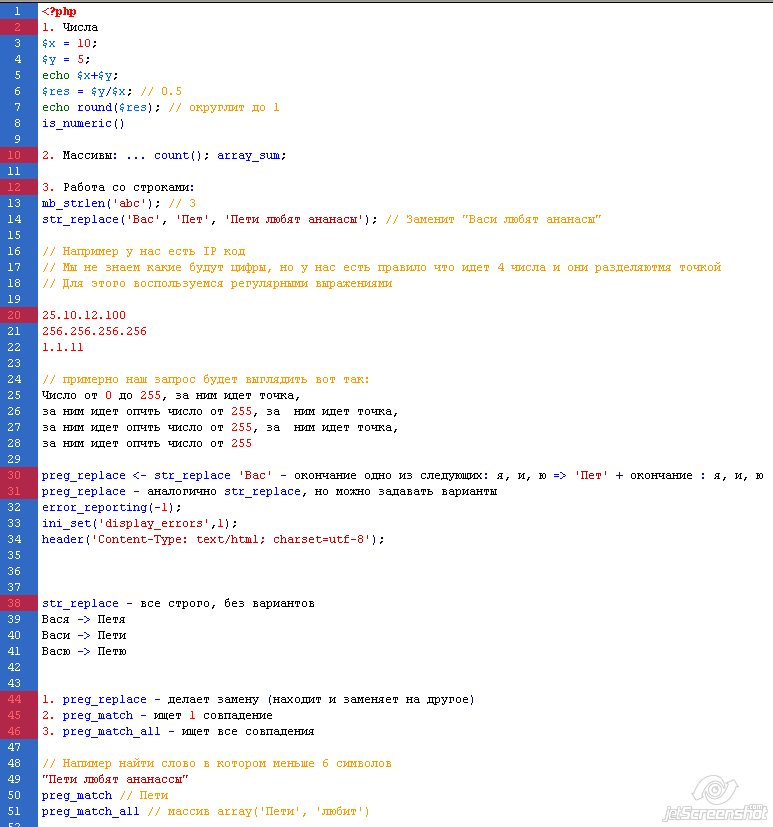 1 <?php
2 1. Числа
3 $x = 10;
4 $y = 5;
5 echo $x+$y;
6 $res = $y/$x; // 0.5
7 echo round($res); // округлит до 1
8 is_numeric()
9
10 2. Массивы: ... count(); array_sum;
11
12 3. Работа со строками:
13 mb_strlen('abc'); // 3
14 str_replace('Вас', 'Пет', 'Пети любят ананасы'); // Заменит "Васи любят ананасы"
15
16 // Например у нас есть IP код
17 // Мы не знаем какие будут цифры, но у нас есть правило что идет 4 числа и они разделяютмя точкой
18 // Для этого воспользуемся регулярными выражениями
19
20 25.10.12.100
21 256.256.256.256
22 1.1.11
23
24 // примерно наш запрос будет выглядить вот так:
25 Число от 0 до 255, за ним идет точка,
26 за ним идет опчть число от 255, за  ним идет точка,
27 за ним идет опчть число от 255, за  ним идет точка,
28 за ним идет опчть число от 255
29
30 preg_replace <- str_replace 'Вас' - окончание одно из следующих: я, и, ю => 'Пет' + окончание : я, и, ю
31 preg_replace - аналогично str_replace, но можно задавать варианты
32 error_reporting(-1);
33 ini_set('display_errors',1);
34 header('Content-Type: text/html; charset=utf-8');
35
36
37
38 str_replace - все строго, без вариантов
39 Вася -> Петя
40 Васи -> Пети
41 Васю -> Петю
42
43
44 1. preg_replace - делает замену (находит и заменяет на другое)
45 2. preg_match - ищет 1 совпадение
46 3. preg_match_all - ищет все совпадения
47
48 // Напимер найти слово в котором меньше 6 символов
49 "Пети любят ананассы"
50 preg_match // Пети
51 preg_match_all // массив array('Пети', 'любит')
52
jetScreenshot.com